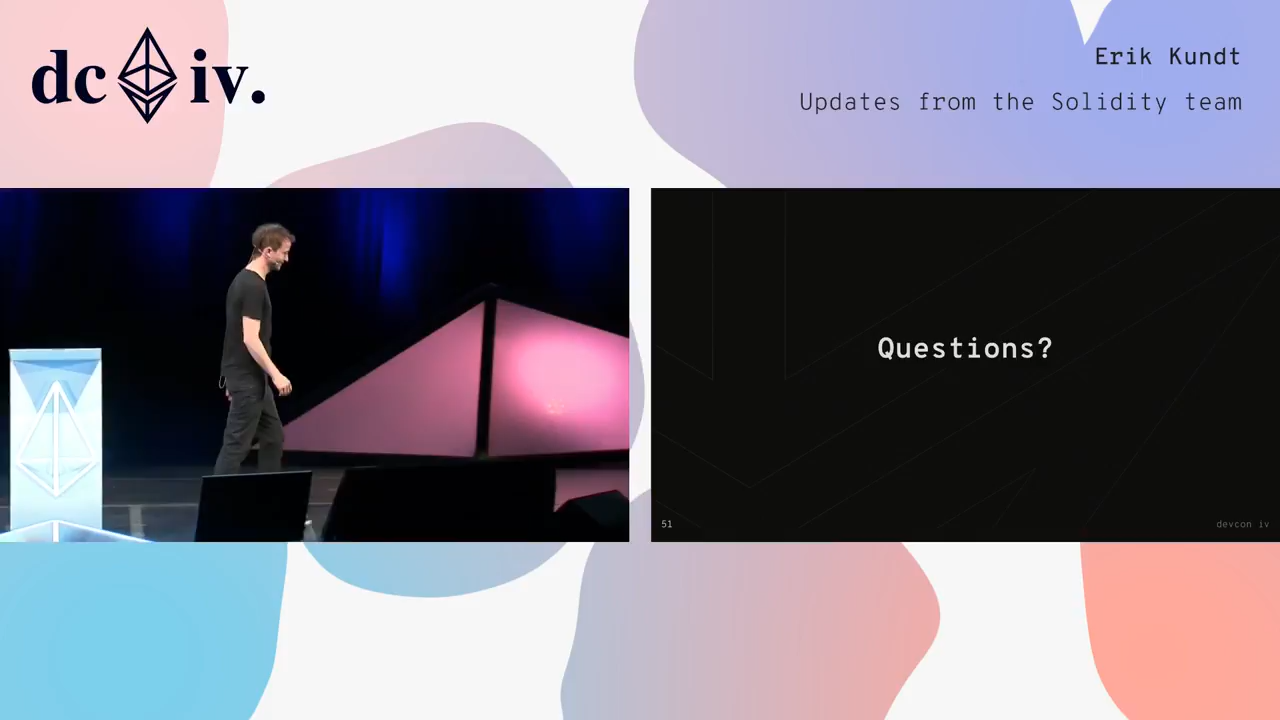 dc iv.
Erik Kundt
Updates from the Solidity team
Questions?
51
devcon iv